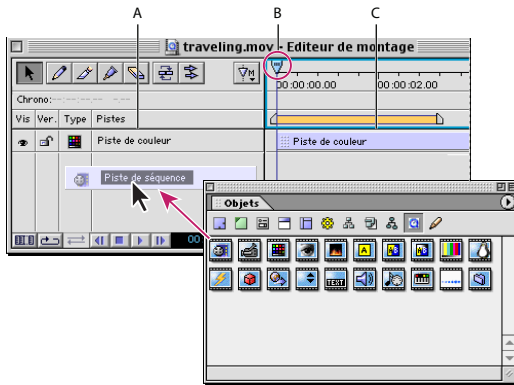 A B C
traveling.mov - Editeur de montage
M
00:00:00.00 00:00:02.00
Chrono:
Vis Ver. Type Pistes
Piste de couleur
Piste de couleur
Piste de séquence
00
Objets
TEXT